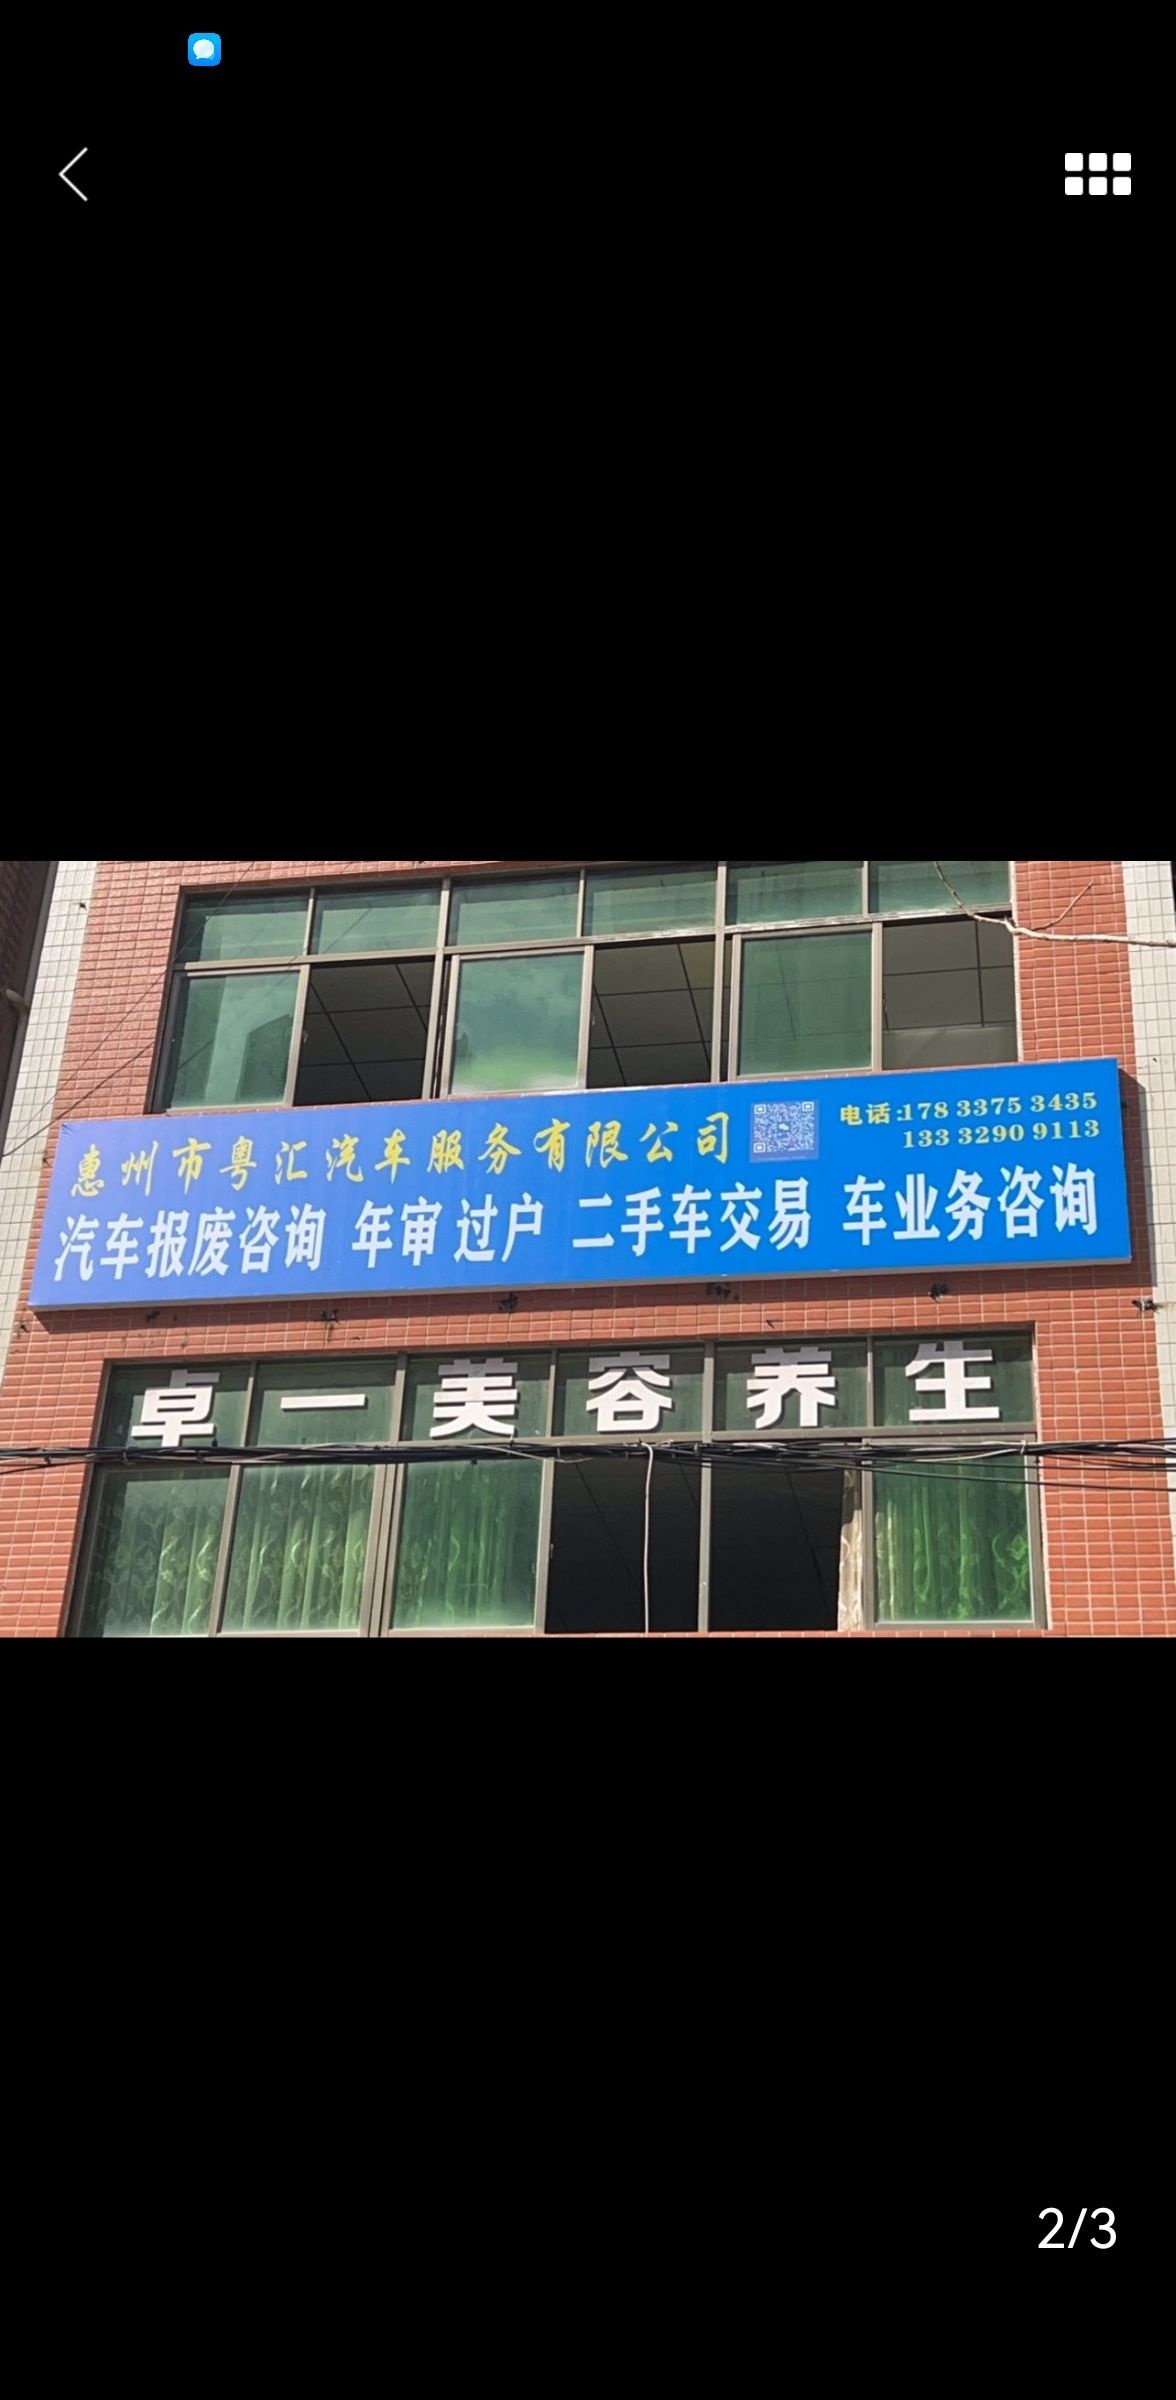 惠州市粤汇汽车服务有限公司
电话:178 3375 3435
133 3290 9113
汽车报废咨询 年审 过户 二手车交易 车业务咨询
卓一美容养生
2/3